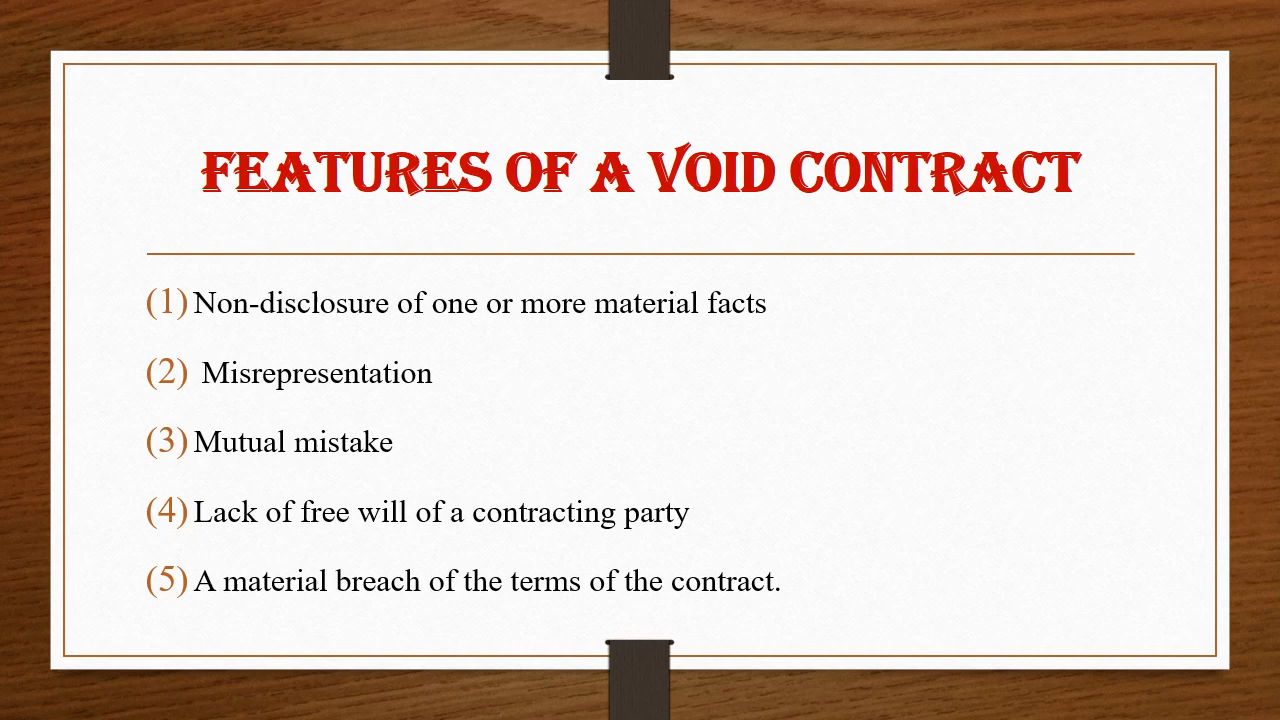 FEATURES OF A VOID CONTRACT
(1) Non-disclosure of one or more material facts
(2) Misrepresentation
(3) Mutual mistake
(4) Lack of free will of a contracting party
(5) A material breach of the terms of the contract.